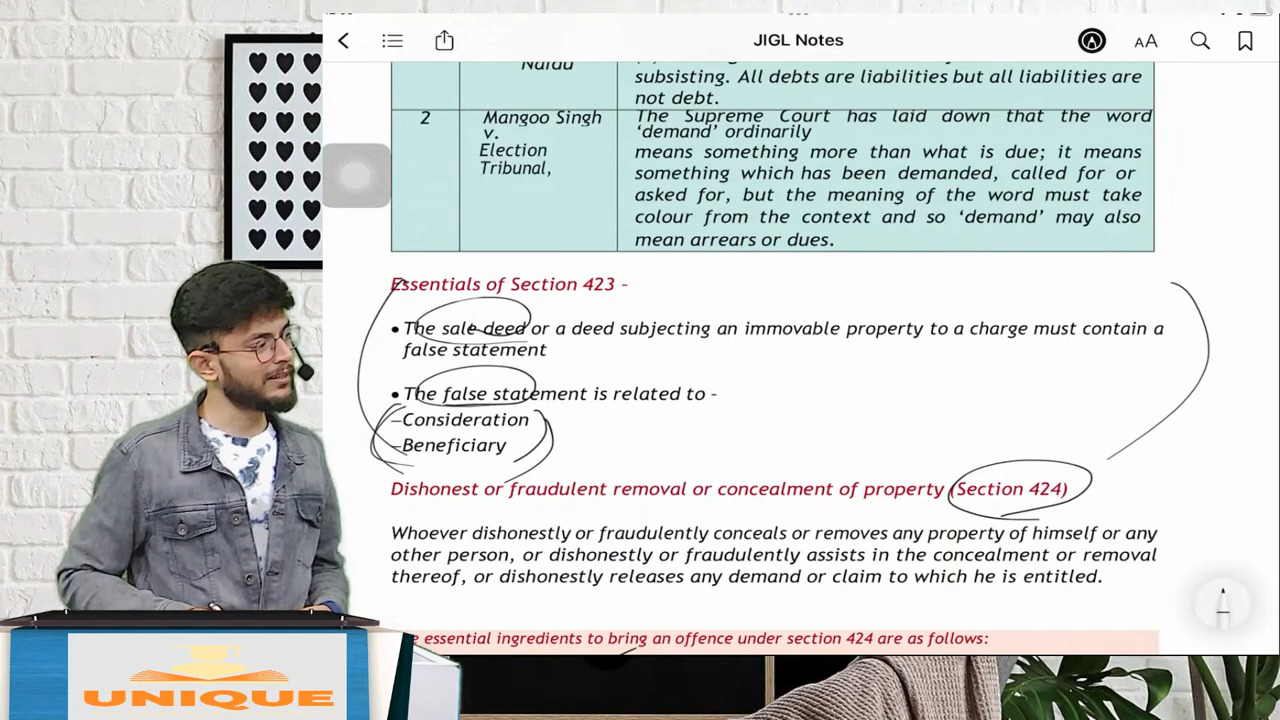 JIGL Notes
AA
Naidu
subsisting. All debts are liabilities but all liabilities are
not debt.
2
Mangoo Singh
v.
Election
Tribunal,
The Supreme Court has laid down that the word
‘demand’ ordinarily
means something more than what is due; it means
something which has been demanded, called for or
asked for, but the meaning of the word must take
colour from the context and so ‘demand’ may also
mean arrears or dues.
Essentials of Section 423 -
• The sale deed or a deed subjecting an immovable property to a charge must contain a
false statement
• The false statement is related to -
—Consideration
—Beneficiary
Dishonest or fraudulent removal or concealment of property (Section 424)
Whoever dishonestly or fraudulently conceals or removes any property of himself or any
other person, or dishonestly or fraudulently assists in the concealment or removal
thereof, or dishonestly releases any demand or claim to which he is entitled.
essential ingredients to bring an offence under section 424 are as follows:
UNIQUE